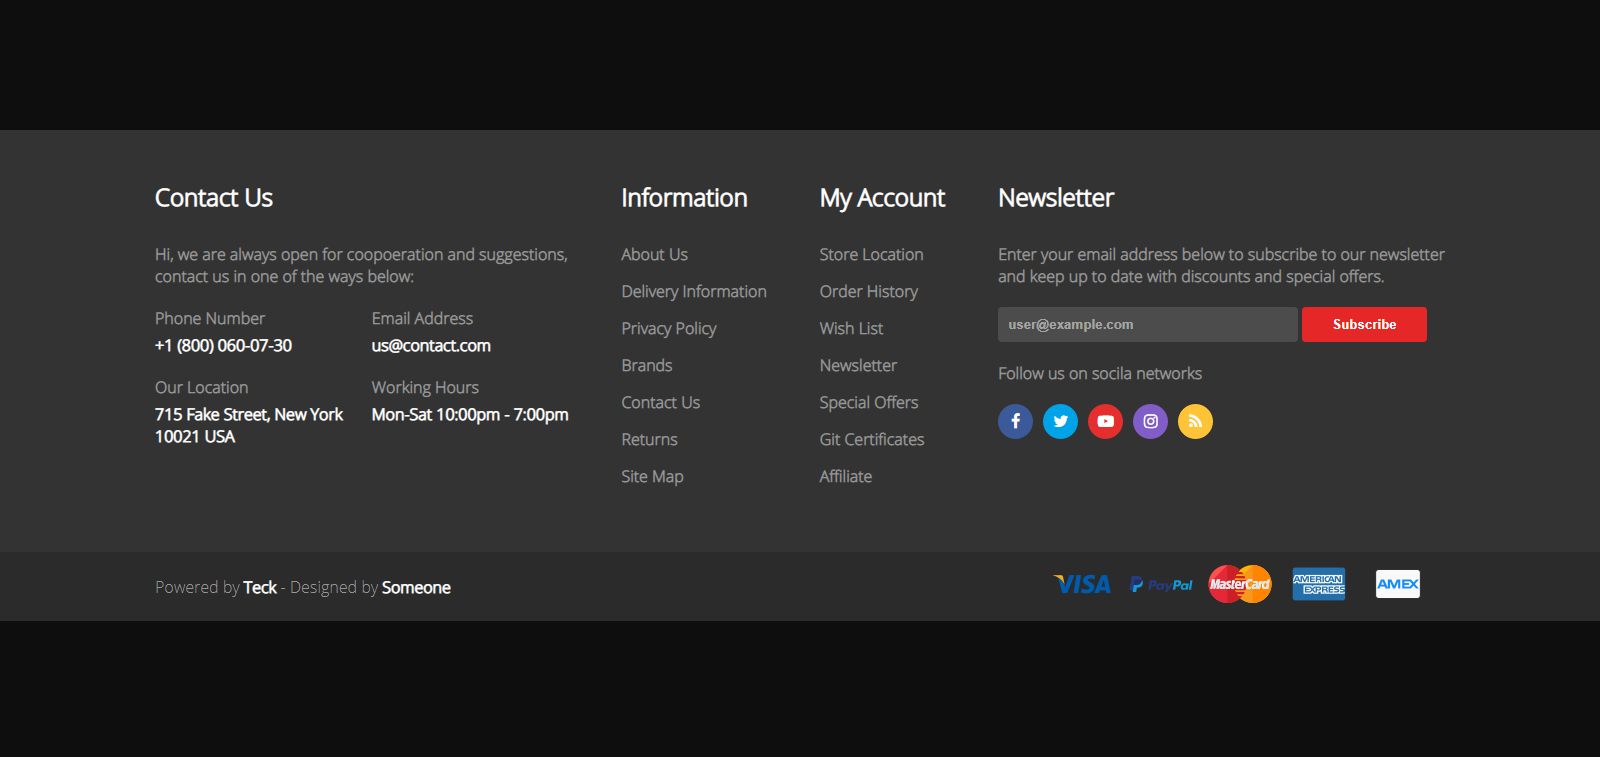 Contact Us
Hi, we are always open for coopoeration and suggestions,
contact us in one of the ways below:
Phone Number
+1 (800) 060-07-30
Email Address
us@contact.com
Our Location
715 Fake Street, New York
10021 USA
Working Hours
Mon-Sat 10:00pm - 7:00pm
Information
About Us
Delivery Information
Privacy Policy
Brands
Contact Us
Returns
Site Map
My Account
Store Location
Order History
Wish List
Newsletter
Special Offers
Git Certificates
Affiliate
Newsletter
Enter your email address below to subscribe to our newsletter
and keep up to date with discounts and special offers.
user@example.com
Subscribe
Follow us on socila networks
Powered by Teck - Designed by Someone
VISA
PayPal
MasterCard
AMERICAN
EXPRESS
AMEX